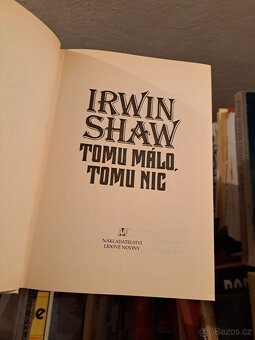 IRWIN
SHAW
TOMU MÁLO,
TOMU NIC
NAKLADATELSTVÍ
LIDOVÉ NOVINY
Bazos.cz